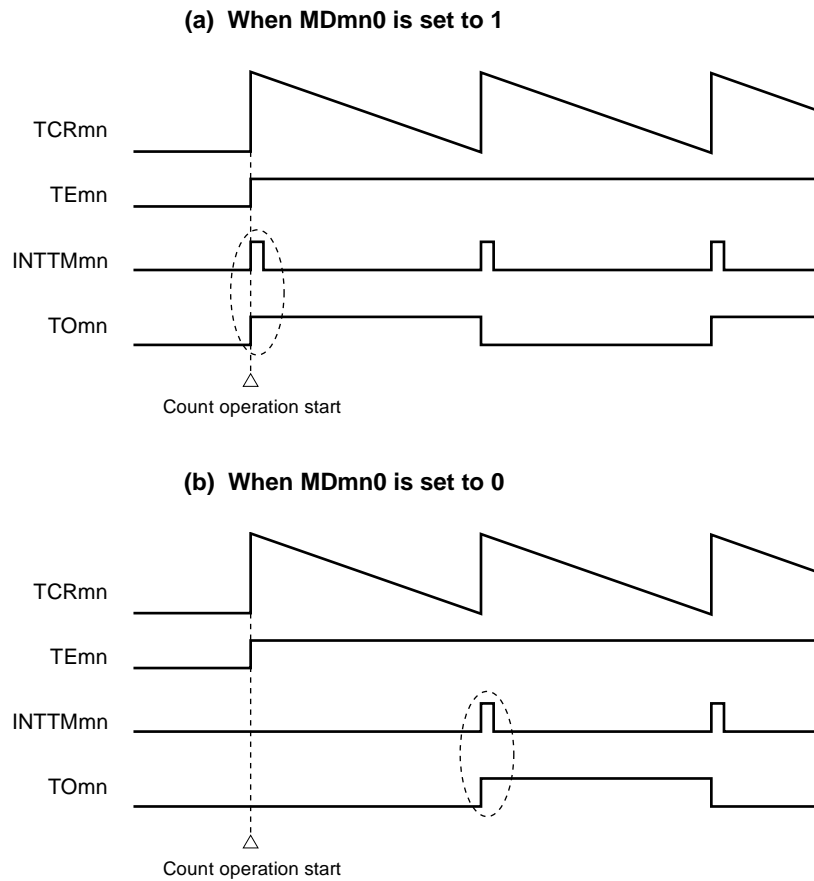 (a) When MDmn0 is set to 1
TCRmn
TEmn
INTTMmn
TOmn
Count operation start
(b) When MDmn0 is set to 0
TCRmn
TEmn
INTTMmn
TOmn
Count operation start